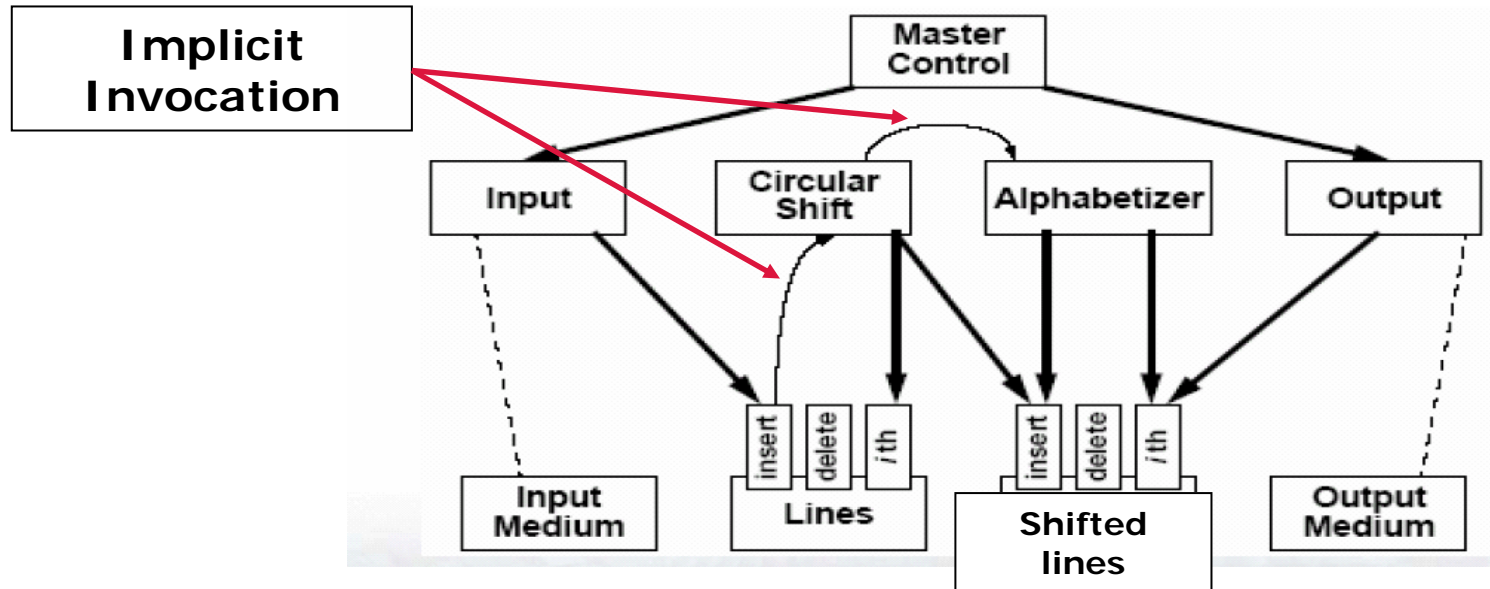 Implicit
Invocation
Master
Control
Input
Circular
Shift
Alphabetizer
Output
insert
delete
ith
insert
delete
ith
Input
Medium
Lines
Shifted
lines
Output
Medium